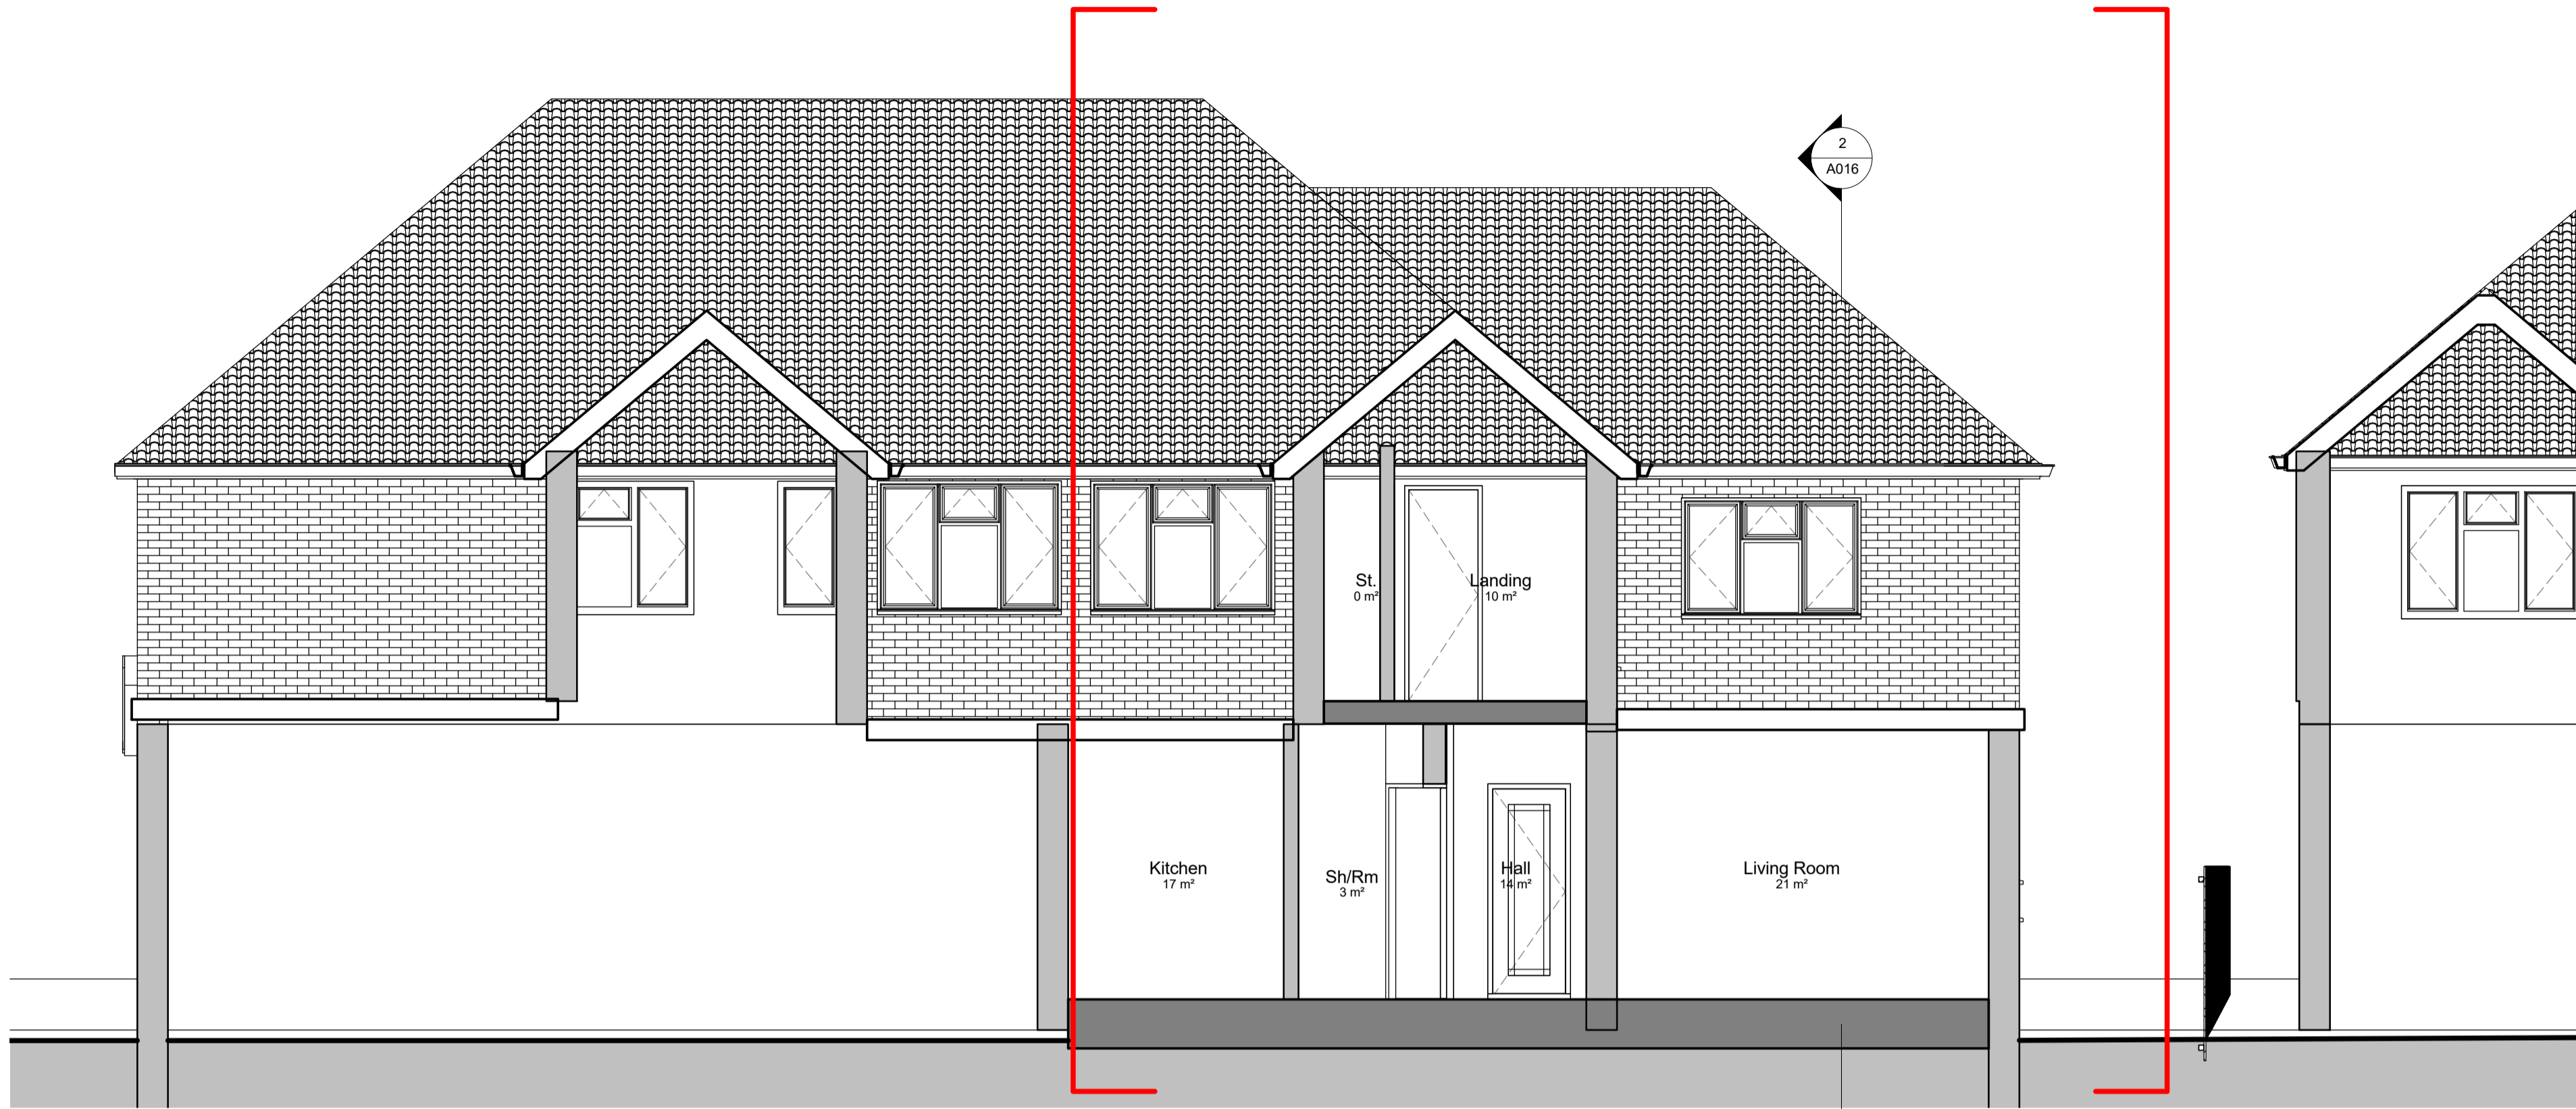 2
A016
St.
0 m²
Landing
10 m²
Kitchen
17 m²
Sh/Rm
3 m²
Hall
14 m²
Living Room
21 m²